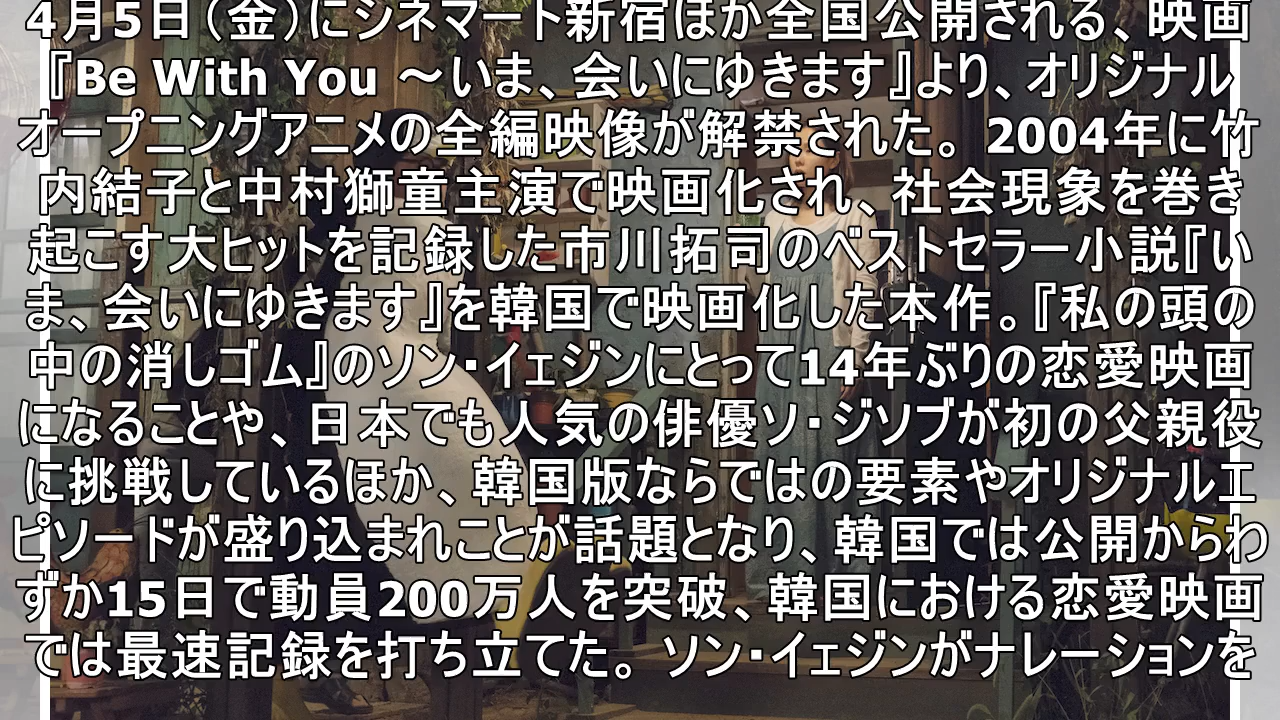 4月5日（金）にシネマート新宿ほか全国公開される、映画
『Be With You ～いま、会いにゆきます』より、オリジナル
オープニングアニメの全編映像が解禁された。2004年に竹
内結子と中村獅童主演で映画化され、社会現象を巻き
起こす大ヒットを記録した市川拓司のベストセラー小説『い
ま、会いにゆきます』を韓国で映画化した本作。『私の頭の
中の消しゴム』のソン・イェジンにとって14年ぶりの恋愛映画
になることや、日本でも人気の俳優ソ・ジソブが初の父親役
に挑戦しているほか、韓国版ならではの要素やオリジナルエ
ピソードが盛り込まれことが話題となり、韓国では公開からわ
ずか15日で動員200万人を突破、韓国における恋愛映画
では最速記録を打ち立てた。ソン・イェジンがナレーションを